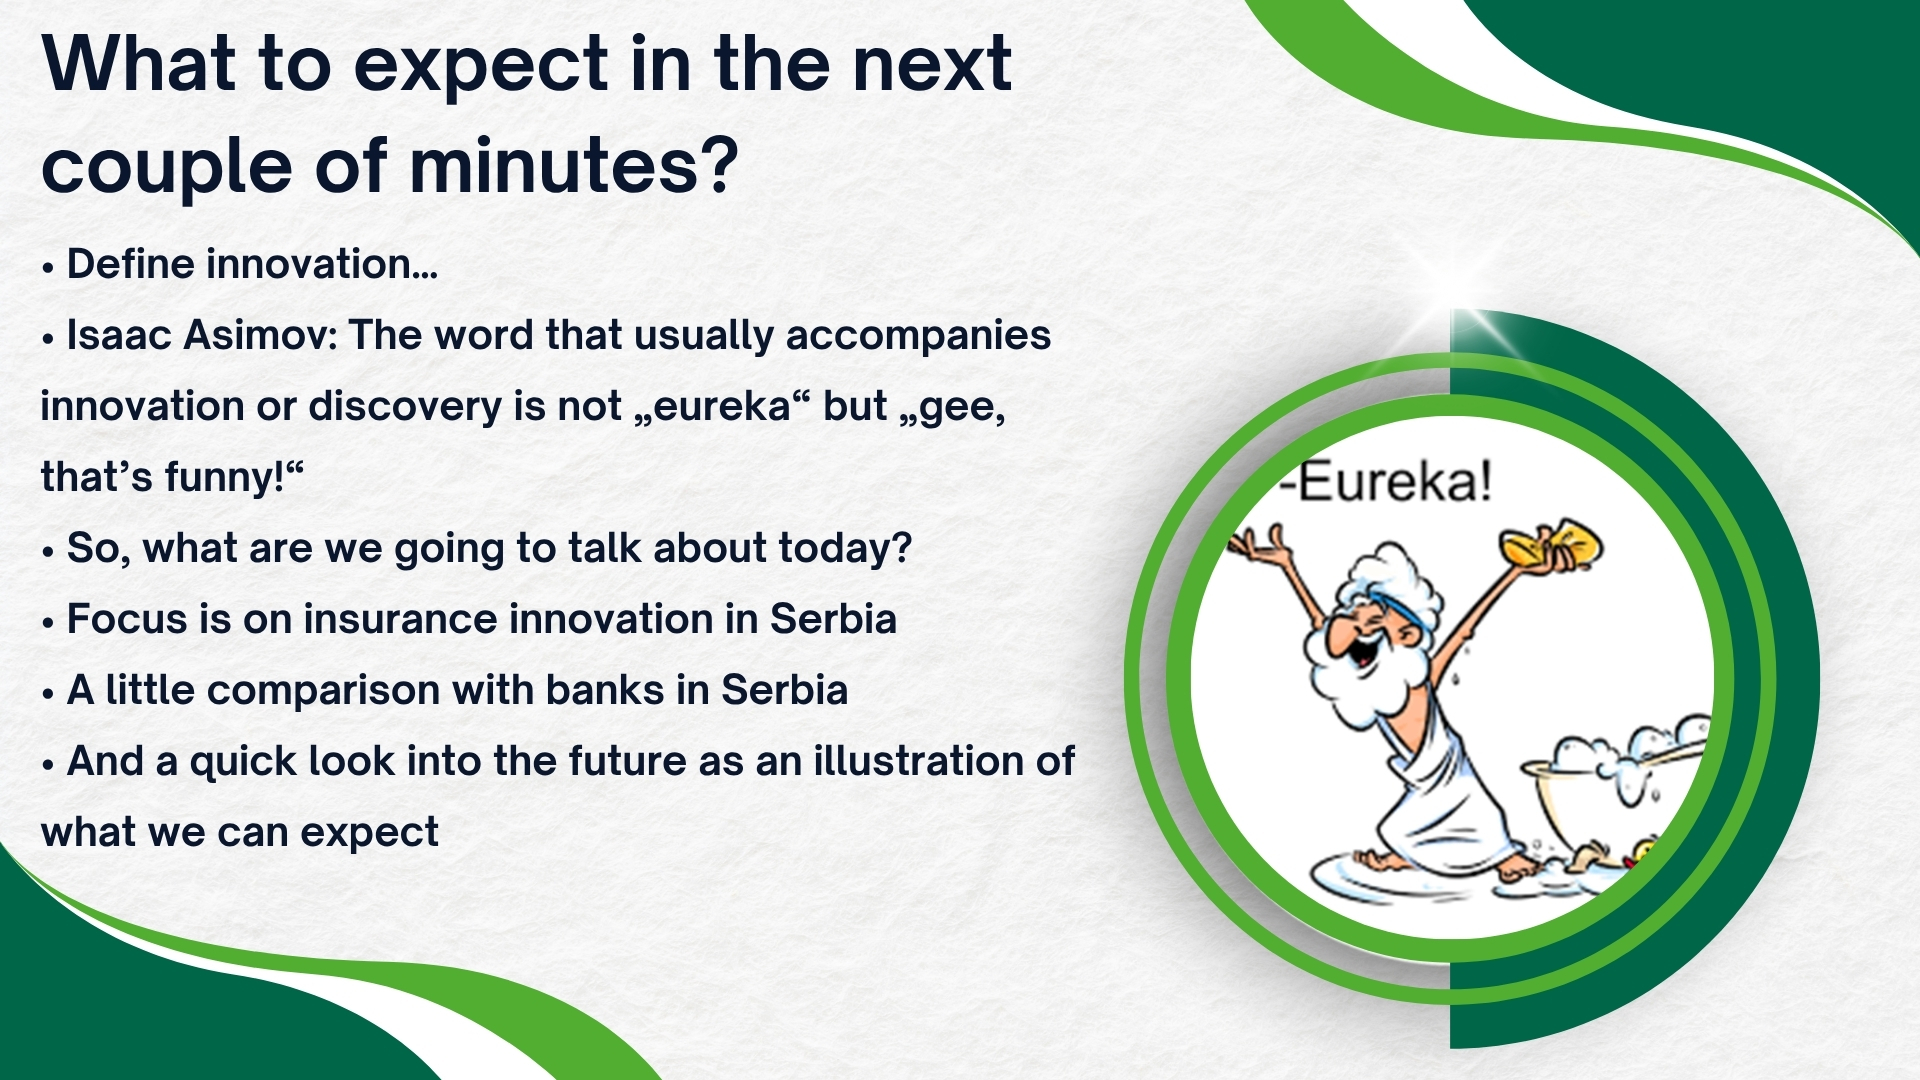 What to expect in the next
couple of minutes?
• Define innovation...
• Isaac Asimov: The word that usually accompanies
innovation or discovery is not „eureka“ but „gee,
that’s funny!“
• So, what are we going to talk about today?
• Focus is on insurance innovation in Serbia
• A little comparison with banks in Serbia
• And a quick look into the future as an illustration of
what we can expect
-Eureka!